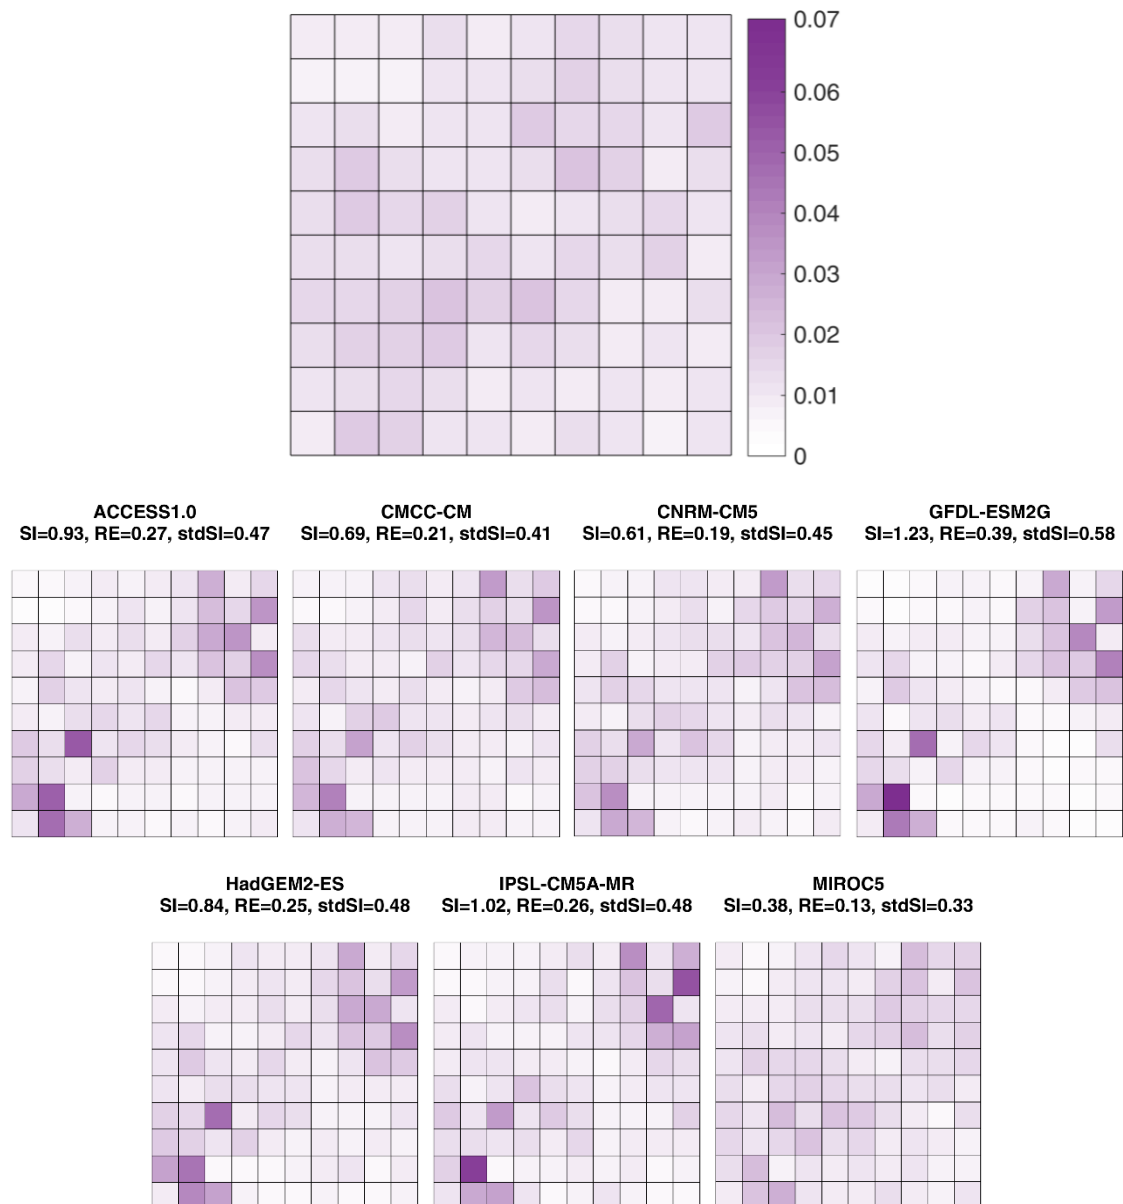 0.07
0.06
0.05
0.04
0.03
0.02
0.01
0
ACCESS1.0
SI=0.93, RE=0.27, stdSI=0.47
CMCC-CM
SI=0.69, RE=0.21, stdSI=0.41
CNRM-CM5
SI=0.61, RE=0.19, stdSI=0.45
GFDL-ESM2G
SI=1.23, RE=0.39, stdSI=0.58
HadGEM2-ES
SI=0.84, RE=0.25, stdSI=0.48
IPSL-CM5A-MR
SI=1.02, RE=0.26, stdSI=0.48
MIROC5
SI=0.38, RE=0.13, stdSI=0.33